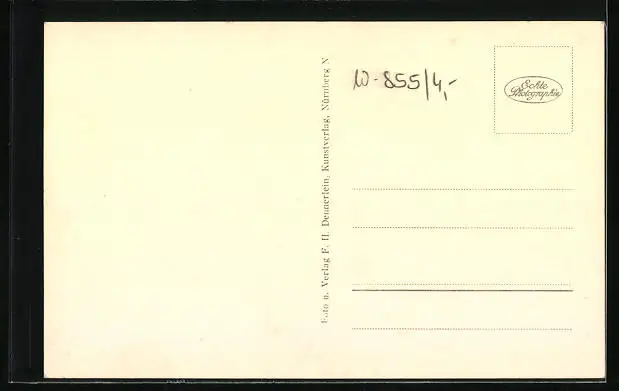 W-855/4,-
Echte
Photographie
Foto u. Verlag F. H. Dennerlein, Kunstverlag, Nürnberg N